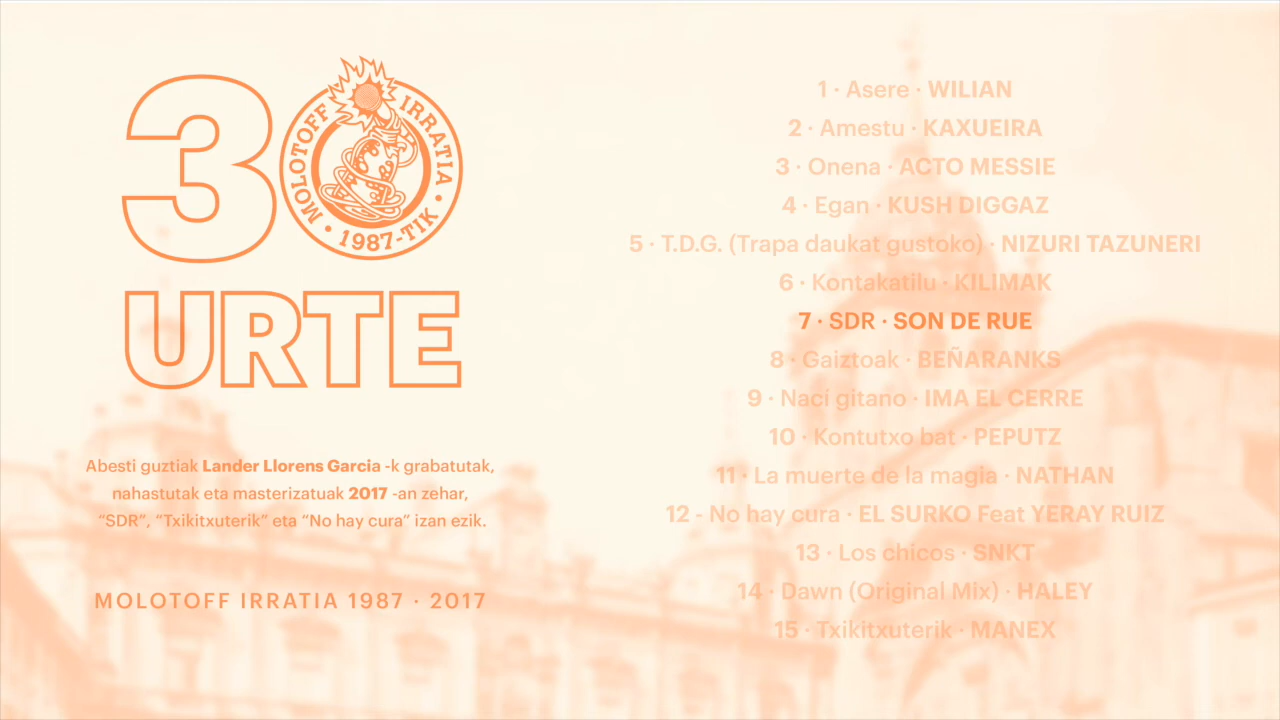 30
MOLOTOFF IRRATIA • 1987-TIK •
URTE
Abesti guztiak Lander Llorens Garcia -k grabatutak,
nahastutak eta masterizatuak 2017 -an zehar,
“SDR”, “Txikitxuterik” eta “No hay cura” izan ezik.
MOLOTOFF IRRATIA 1987 · 2017
1 · Asere · WILIAN
2 · Amestu · KAXUEIRA
3 · Onena · ACTO MESSIE
4 · Egan · KUSH DIGGAZ
5 · T.D.G. (Trapa daukat gustoko) · NIZURI TAZUNERI
6 · Kontakatilu · KILIMAK
7 · SDR · SON DE RUE
8 · Gaiztoak · BEÑARANKS
9 · Nací gitano · IMA EL CERRE
10 · Kontutxo bat · PEPUTZ
11 · La muerte de la magia · NATHAN
12 - No hay cura · EL SURKO Feat YERAY RUIZ
13 · Los chicos · SNKT
14 · Dawn (Original Mix) · HALEY
15 · Txikitxuterik · MANEX